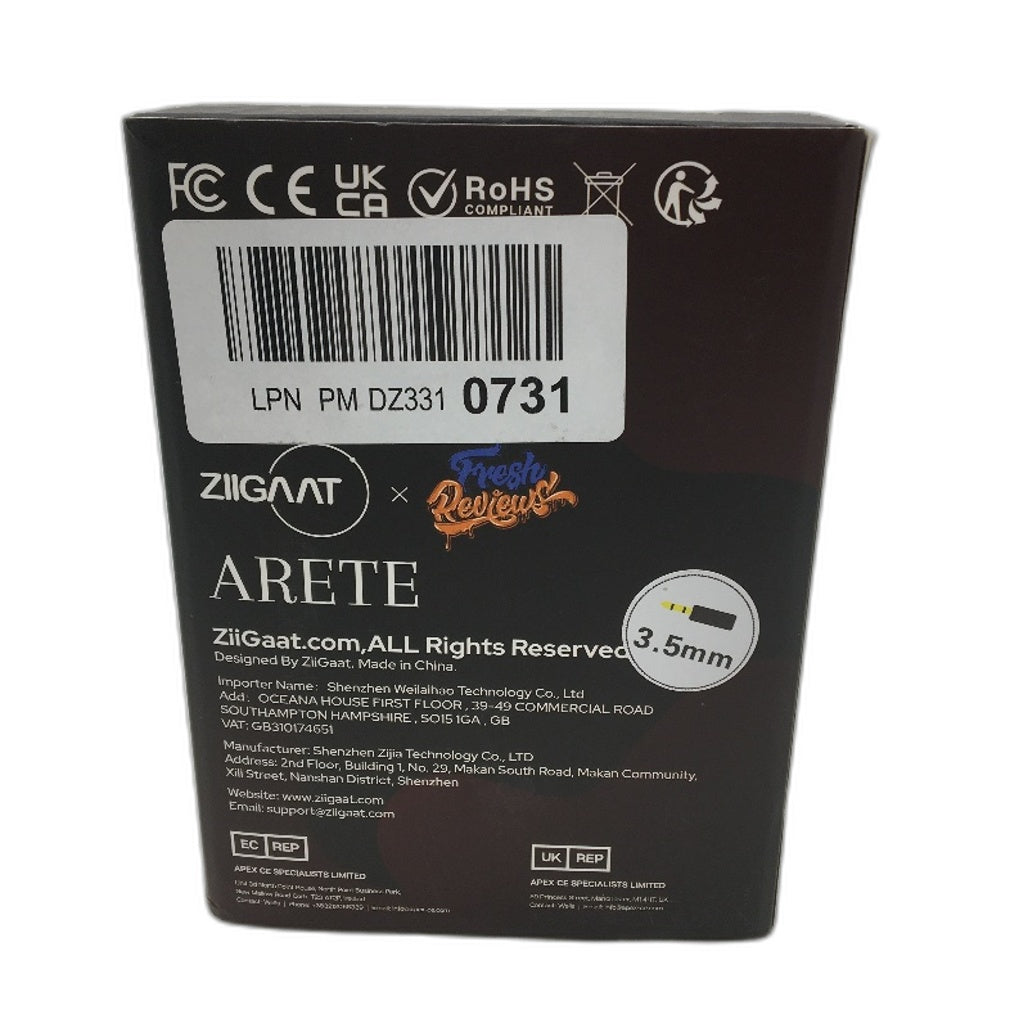 FC CE UK CA RoHS COMPLIANT
LPN PM DZ331 0731
ZIIGAAT × Fresh Reviews
ARETE
3.5mm
ZiiGaat.com,ALL Rights Reserved
Designed By ZiiGaat. Made in China.
Importer Name: Shenzhen Weilaihao Technology Co., Ltd
Add: OCEANA HOUSE FIRST FLOOR , 39-49 COMMERCIAL ROAD
SOUTHAMPTON HAMPSHIRE , SO15 1GA , GB
VAT: GB310174651
Manufacturer: Shenzhen Zijia Technology Co., LTD
Address: 2nd Floor, Building 1, No. 29, Makan South Road, Makan Community,
Xili Street, Nanshan District, Shenzhen
Website: www.ziigaat.com
Email: support@ziigaat.com
EC REP
APEX CE SPECIALISTS LIMITED
UK REP
APEX CE SPECIALISTS LIMITED